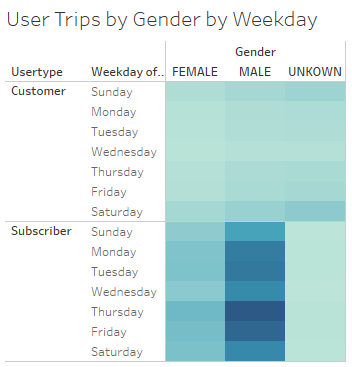 User Trips by Gender by Weekday
Gender
Usertype Weekday of.. FEMALE MALE UNKOWN
Customer Sunday
Monday
Tuesday
Wednesday
Thursday
Friday
Saturday
Subscriber Sunday
Monday
Tuesday
Wednesday
Thursday
Friday
Saturday